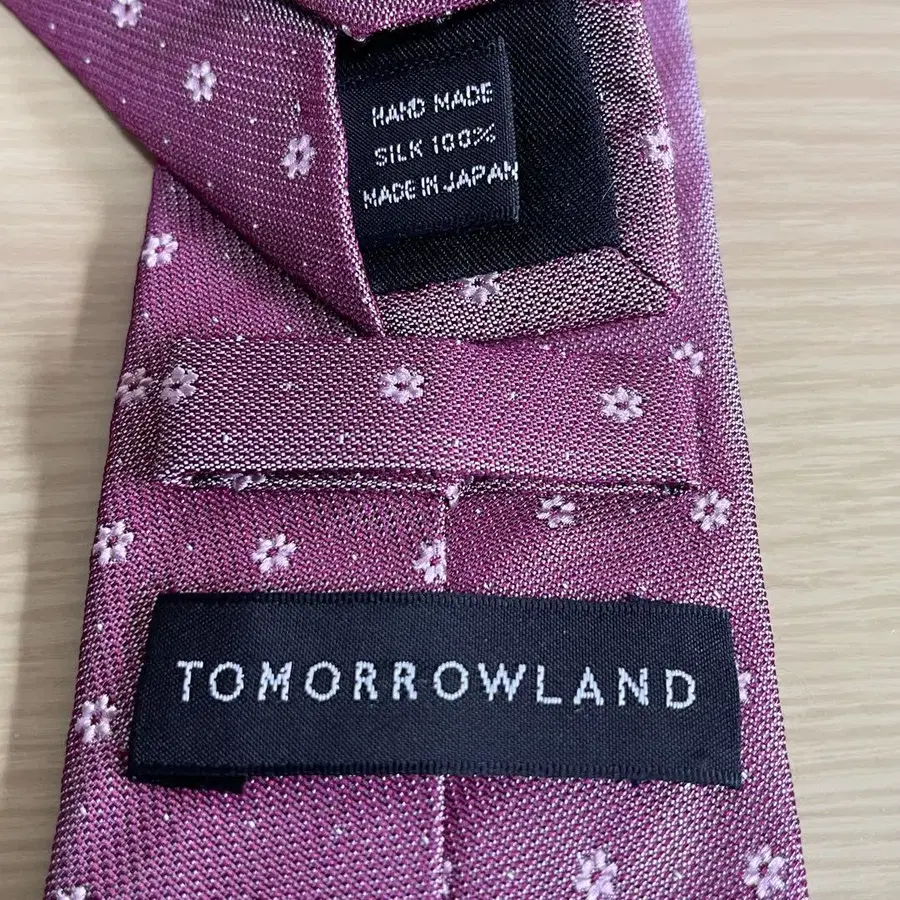 HAND MADE
SILK 100%
MADE IN JAPAN
TOMORROWLAND